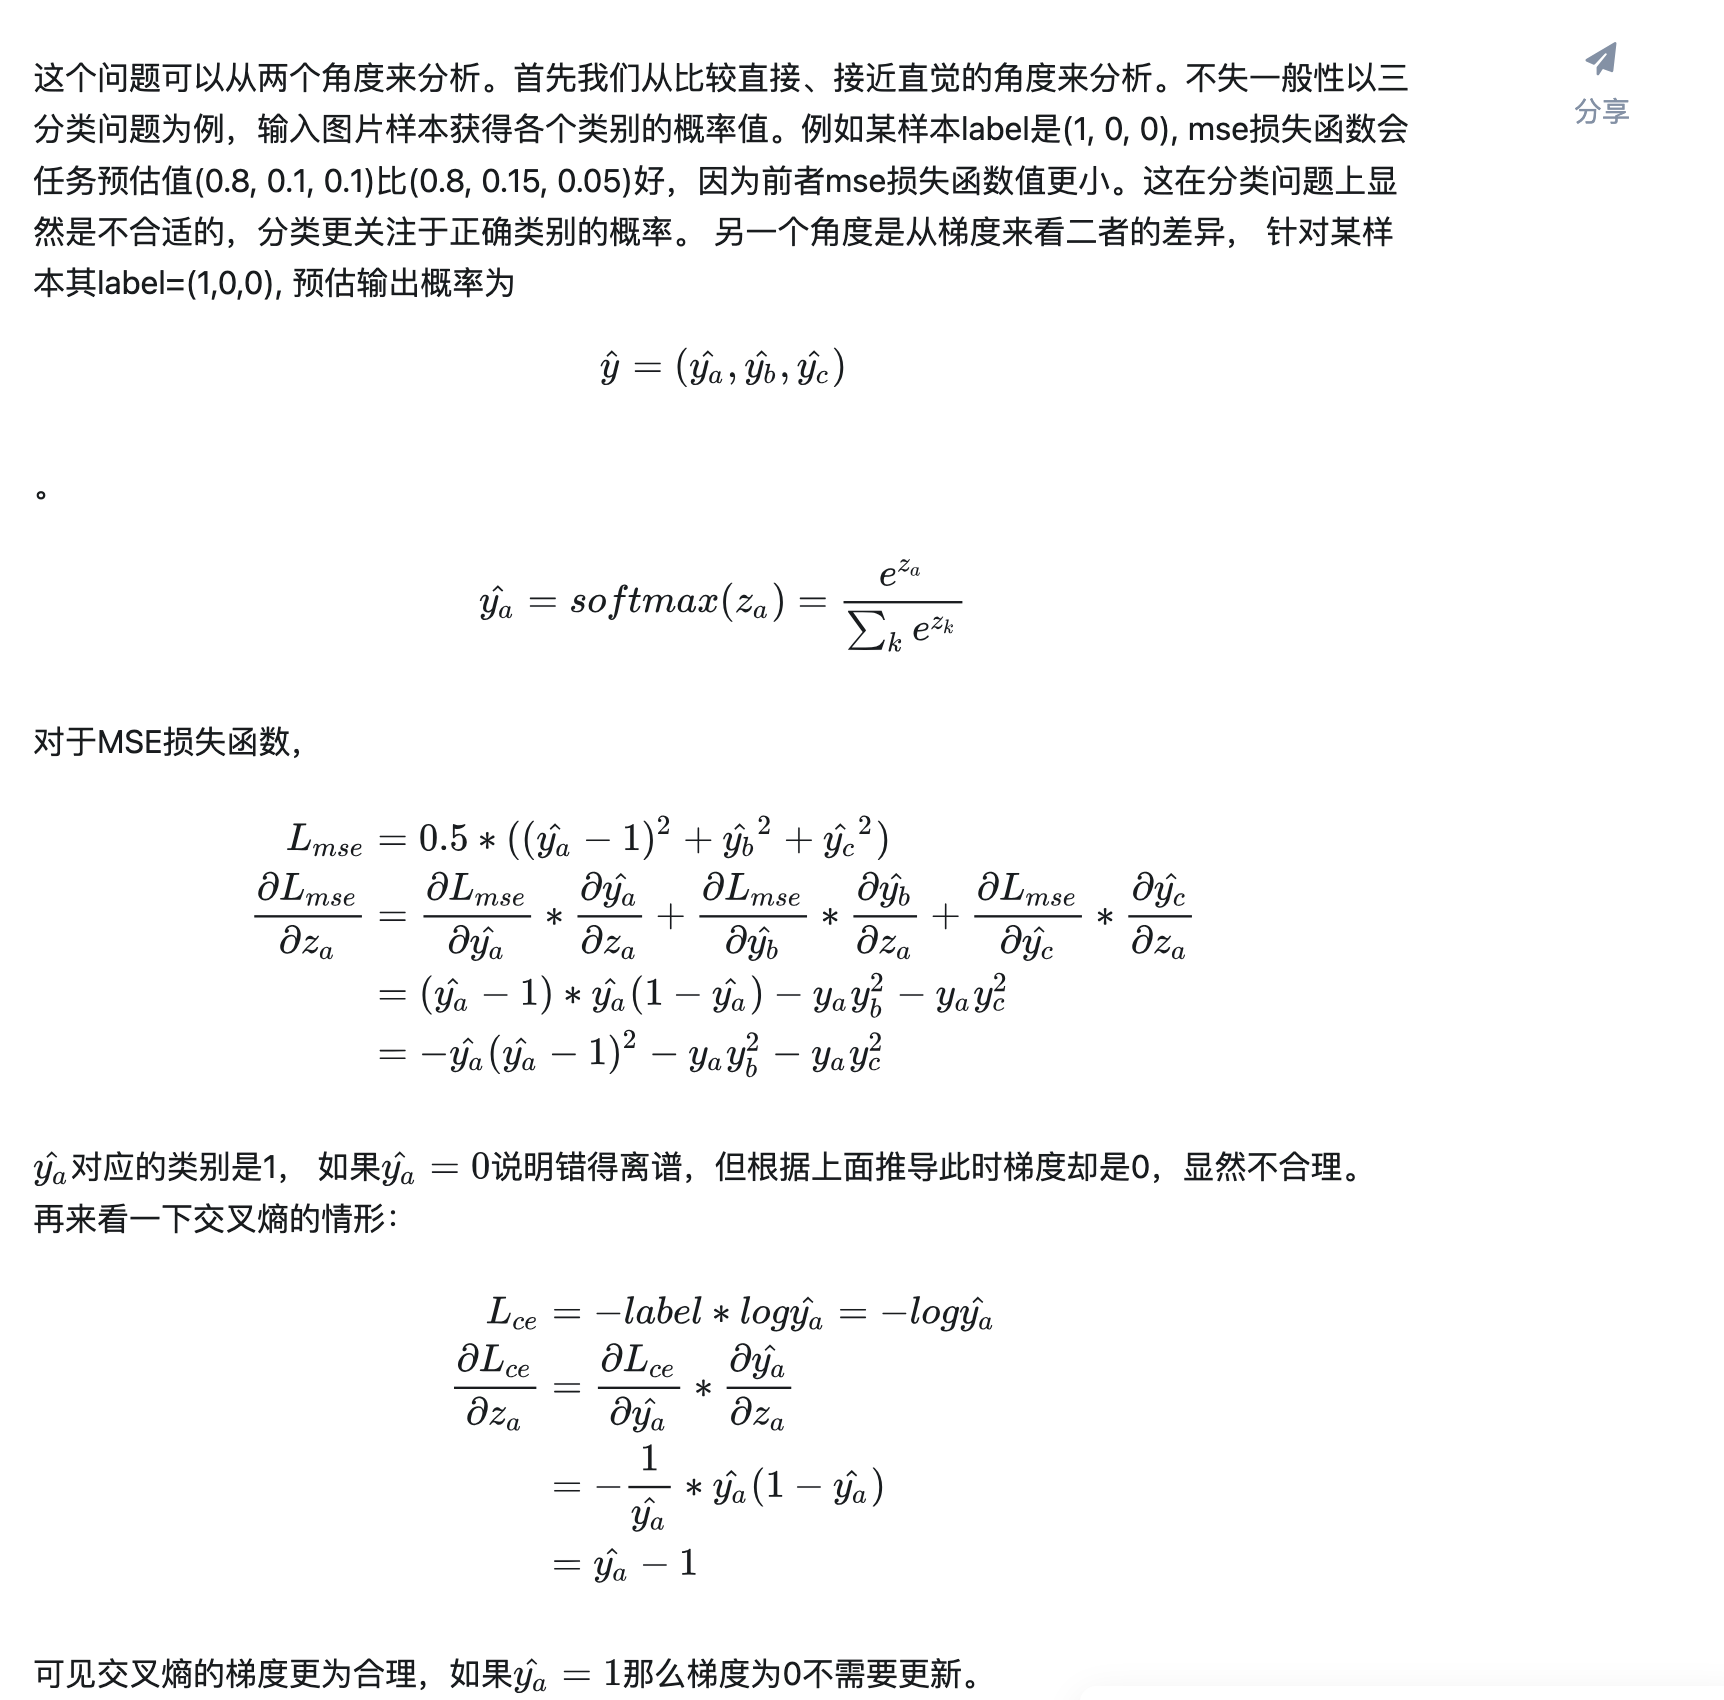 这个问题可以从两个角度来分析。首先我们从比较直接、接近直觉的角度来分析。不失一般性以三
分享
分类问题为例，输入图片样本获得各个类别的概率值。例如某样本label是(1, 0, 0), mse损失函数会
任务预估值(0.8, 0.1, 0.1)比(0.8, 0.15, 0.05)好，因为前者mse损失函数值更小。这在分类问题上显
然是不合适的，分类更关注于正确类别的概率。 另一个角度是从梯度来看二者的差异， 针对某样
本其label=(1,0,0), 预估输出概率为
$\hat{y} = (\hat{y_a}, \hat{y_b}, \hat{y_c})$
。
$\hat{y_a} = softmax(z_a) = \frac{e^{z_a}}{\sum_k e^{z_k}}$
对于MSE损失函数，
$L_{mse} = 0.5 * ((\hat{y_a} - 1)^2 + \hat{y_b}^2 + \hat{y_c}^2)$
$\frac{\partial L_{mse}}{\partial z_a} = \frac{\partial L_{mse}}{\partial \hat{y_a}} * \frac{\partial \hat{y_a}}{\partial z_a} + \frac{\partial L_{mse}}{\partial \hat{y_b}} * \frac{\partial \hat{y_b}}{\partial z_a} + \frac{\partial L_{mse}}{\partial \hat{y_c}} * \frac{\partial \hat{y_c}}{\partial z_a}$
$= (\hat{y_a} - 1) * \hat{y_a}(1 - \hat{y_a}) - y_a y_b^2 - y_a y_c^2$
$= -\hat{y_a}(\hat{y_a} - 1)^2 - y_a y_b^2 - y_a y_c^2$
$\hat{y_a}$对应的类别是1， 如果$\hat{y_a} = 0$说明错得离谱，但根据上面推导此时梯度却是0，显然不合理。
再来看一下交叉熵的情形：
$L_{ce} = -label * log\hat{y_a} = -log\hat{y_a}$
$\frac{\partial L_{ce}}{\partial z_a} = \frac{\partial L_{ce}}{\partial \hat{y_a}} * \frac{\partial \hat{y_a}}{\partial z_a}$
$= -\frac{1}{\hat{y_a}} * \hat{y_a}(1 - \hat{y_a})$
$= \hat{y_a} - 1$
可见交叉熵的梯度更为合理，如果$\hat{y_a} = 1$那么梯度为0不需要更新。